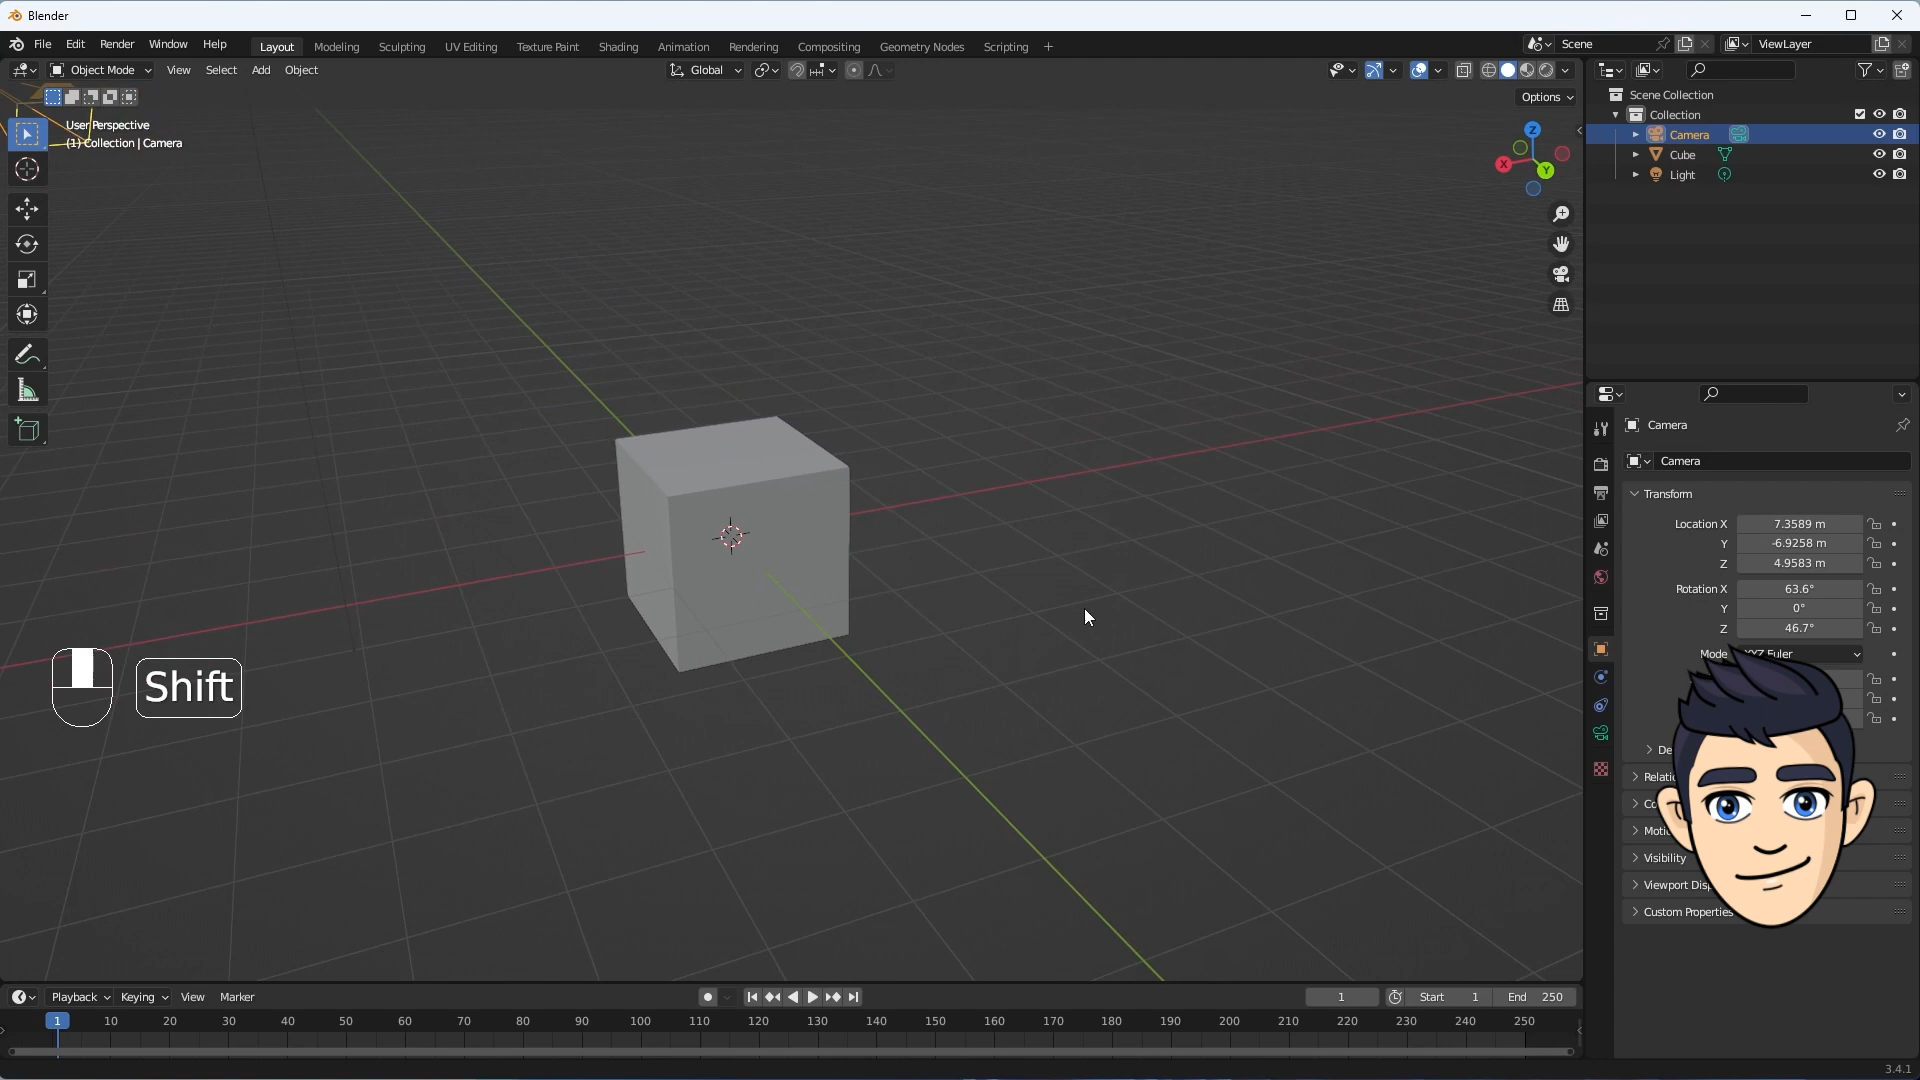 Blender
File Edit Render Window Help Layout Modeling Sculpting UV Editing Texture Paint Shading Animation Rendering Compositing Geometry Nodes Scripting + Scene ViewLayer
Object Mode View Select Add Object Global
Options
User Perspective
(1) Collection | Camera
Z
X
Y
Scene Collection
Collection
Camera
Cube
Light
Camera
Camera
Transform
Location X 7.3589 m
Y -6.9258 m
Z 4.9583 m
Rotation X 63.6°
Y 0°
Z 46.7°
Mode XYZ Euler
Visibility
Custom Properties
Shift
Playback Keying View Marker 1 Start 1 End 250
1 10 20 30 40 50 60 70 80 90 100 110 120 130 140 150 160 170 180 190 200 210 220 230 240 250
3.4.1